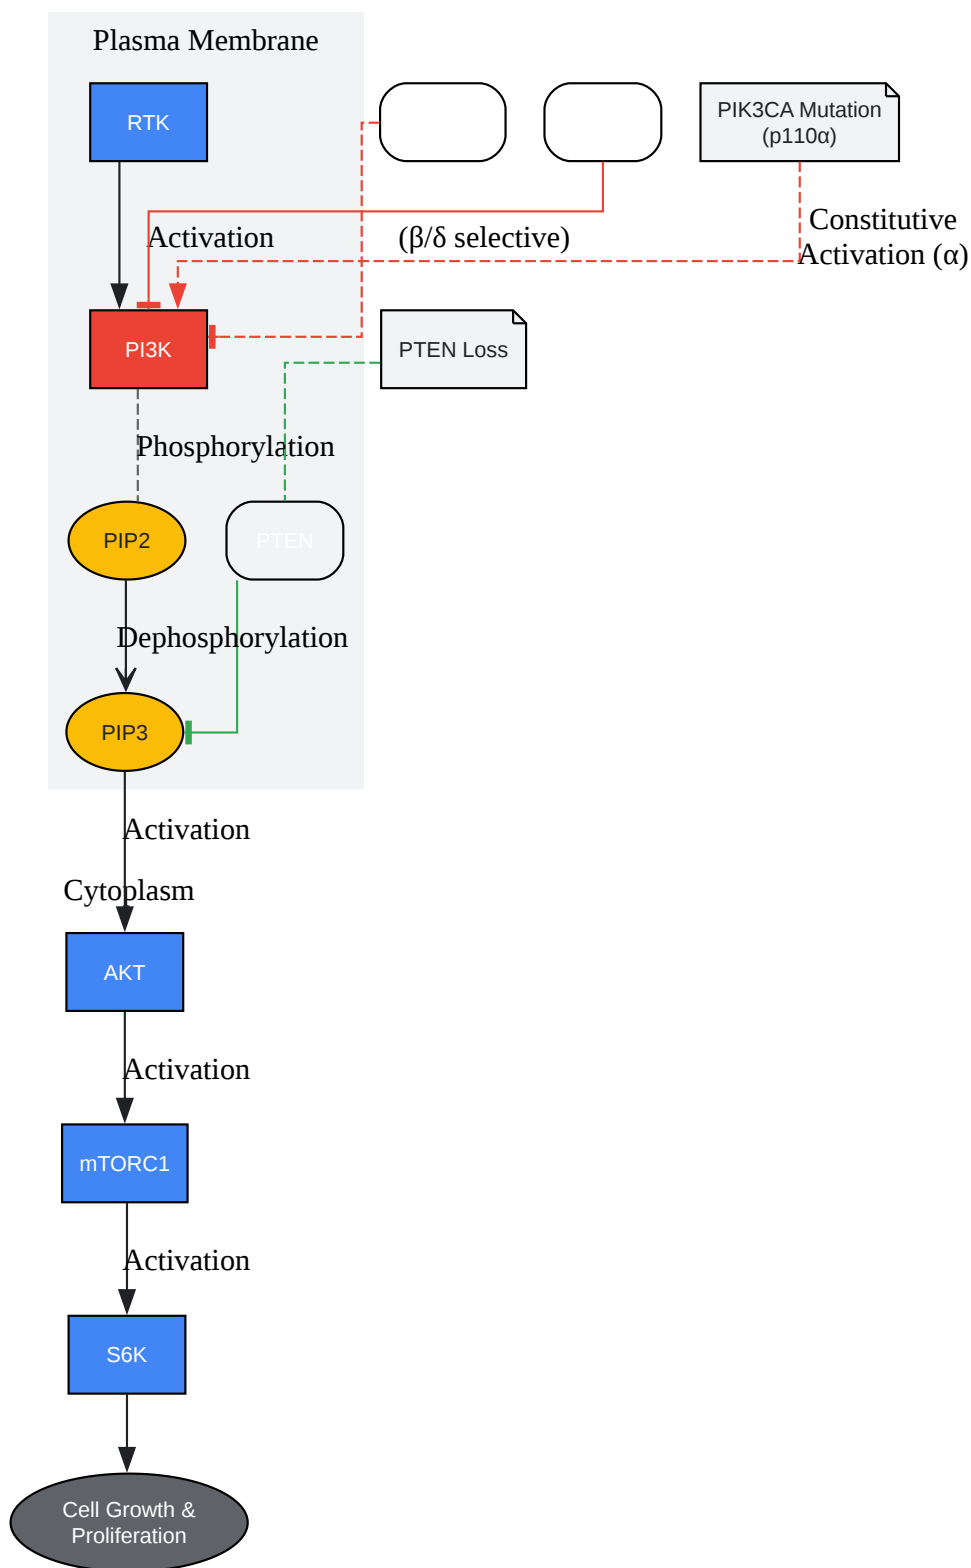 Plasma Membrane
RTK
PIK3CA Mutation
(p110α)
Activation
(β/δ selective)
Constitutive
Activation (α)
PI3K
PTEN Loss
Phosphorylation
PIP2
PTEN
Dephosphorylation
PIP3
Activation
Cytoplasm
AKT
Activation
mTORC1
Activation
S6K
Cell Growth &
Proliferation